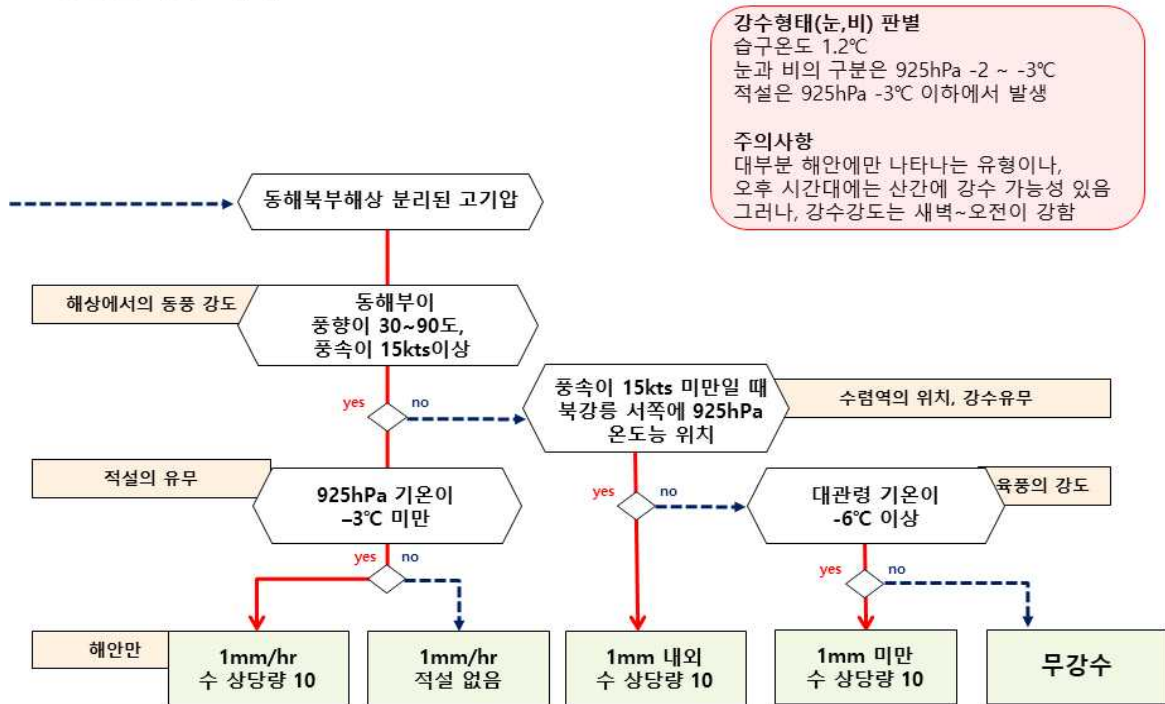 강수형태(눈,비) 판별
습구온도 1.2℃
눈과 비의 구분은 925hPa -2 ~ -3℃
적설은 925hPa -3℃ 이하에서 발생
주의사항
대부분 해안에만 나타나는 유형이나,
오후 시간대에는 산간에 강수 가능성 있음
그러나, 강수강도는 새벽~오전이 강함
동해북부해상 분리된 고기압
해상에서의 동풍 강도
동해부이
풍향이 30~90도,
풍속이 15kts이상
yes
no
풍속이 15kts 미만일 때
북강릉 서쪽에 925hPa
온도능 위치
수렴역의 위치, 강수유무
적설의 유무
925hPa 기온이
–3℃ 미만
yes
no
대관령 기온이
-6℃ 이상
육풍의 강도
yes
no
yes
no
해안만
1mm/hr
수 상당량 10
1mm/hr
적설 없음
1mm 내외
수 상당량 10
1mm 미만
수 상당량 10
무강수